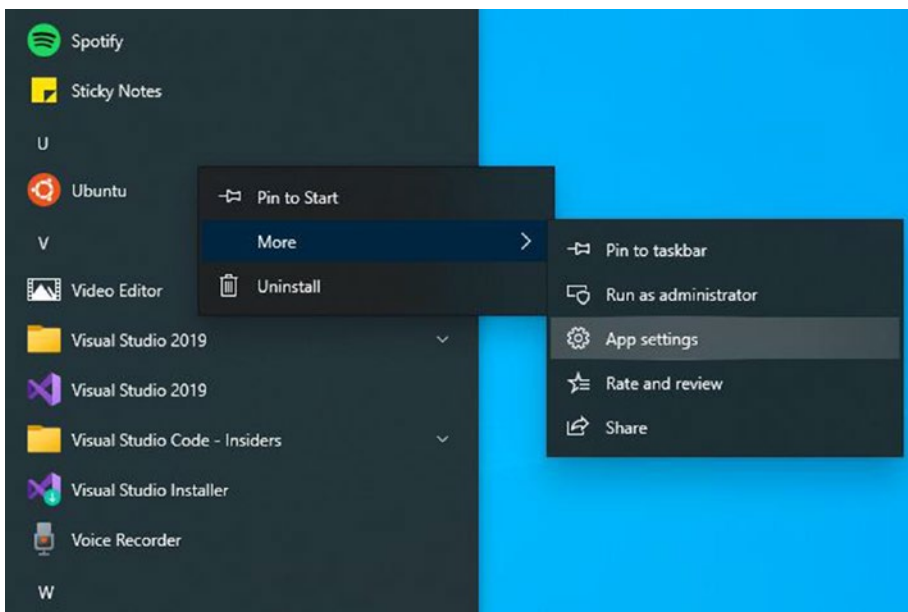 Spotify
Sticky Notes
U
Ubuntu
V
Video Editor
Visual Studio 2019
Visual Studio 2019
Visual Studio Code - Insiders
Visual Studio Installer
Voice Recorder
W
Pin to Start
More
Uninstall
Pin to taskbar
Run as administrator
App settings
Rate and review
Share